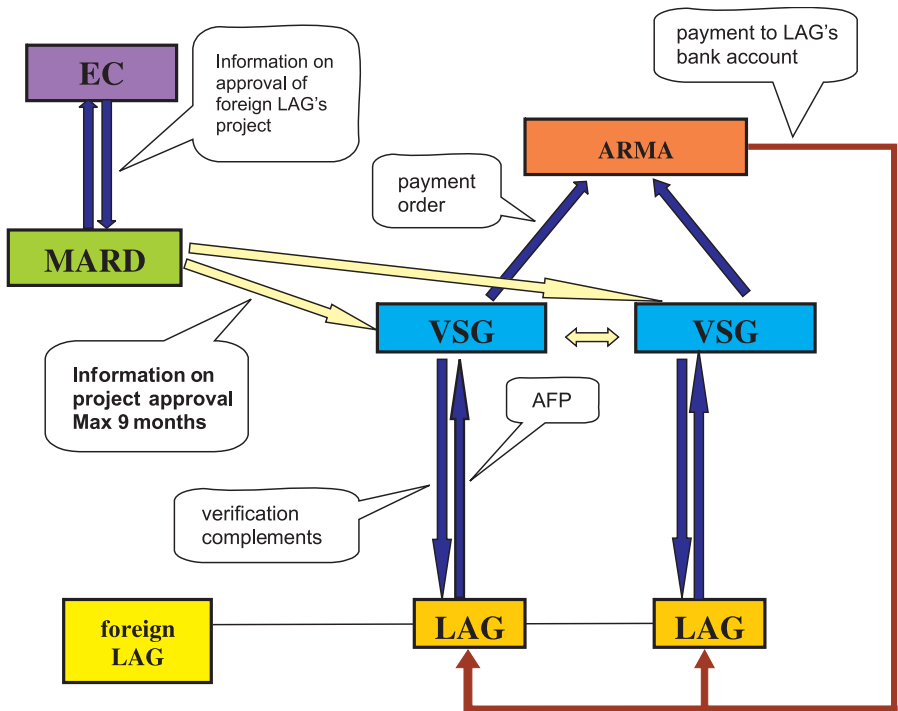 payment to LAG's
bank account
EC
Information on
approval of
foreign LAG's
project
ARMA
payment
order
MARD
VSG
VSG
Information on
project approval
Max 9 months
AFP
verification
complements
foreign
LAG
LAG
LAG